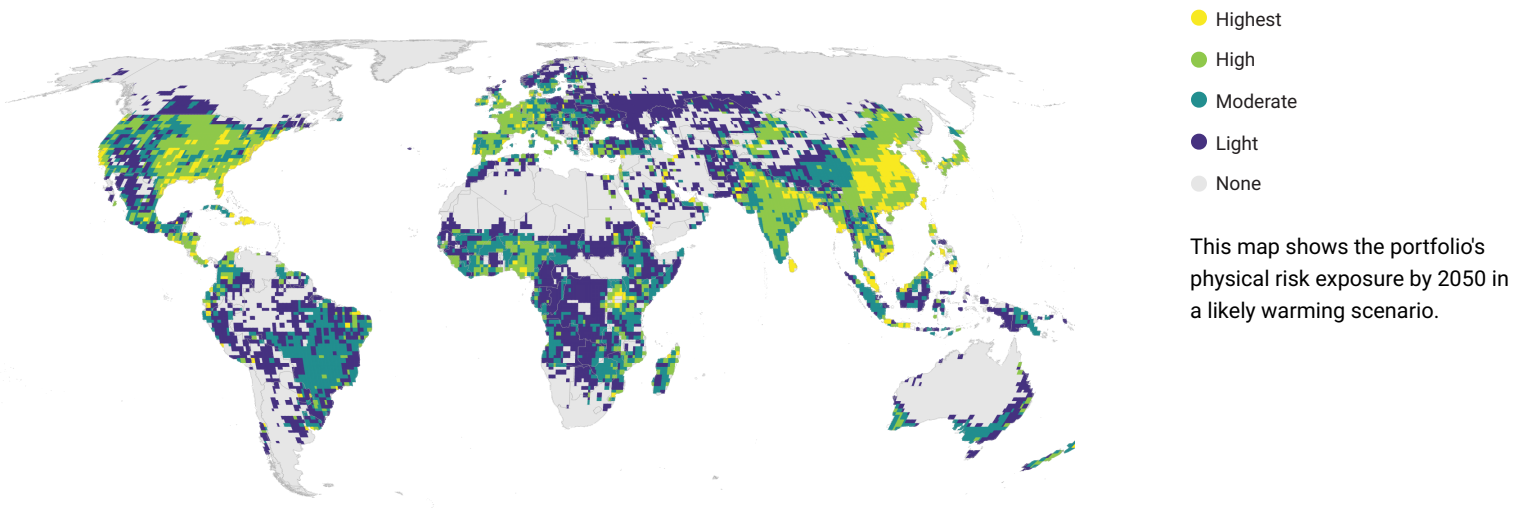 Highest
High
Moderate
Light
None
This map shows the portfolio's
physical risk exposure by 2050 in
a likely warming scenario.